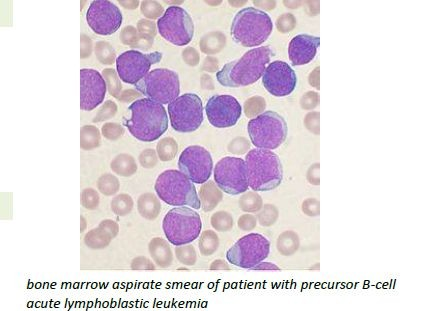 bone marrow aspirate smear of patient with precursor B-cell
acute lymphoblastic leukemia